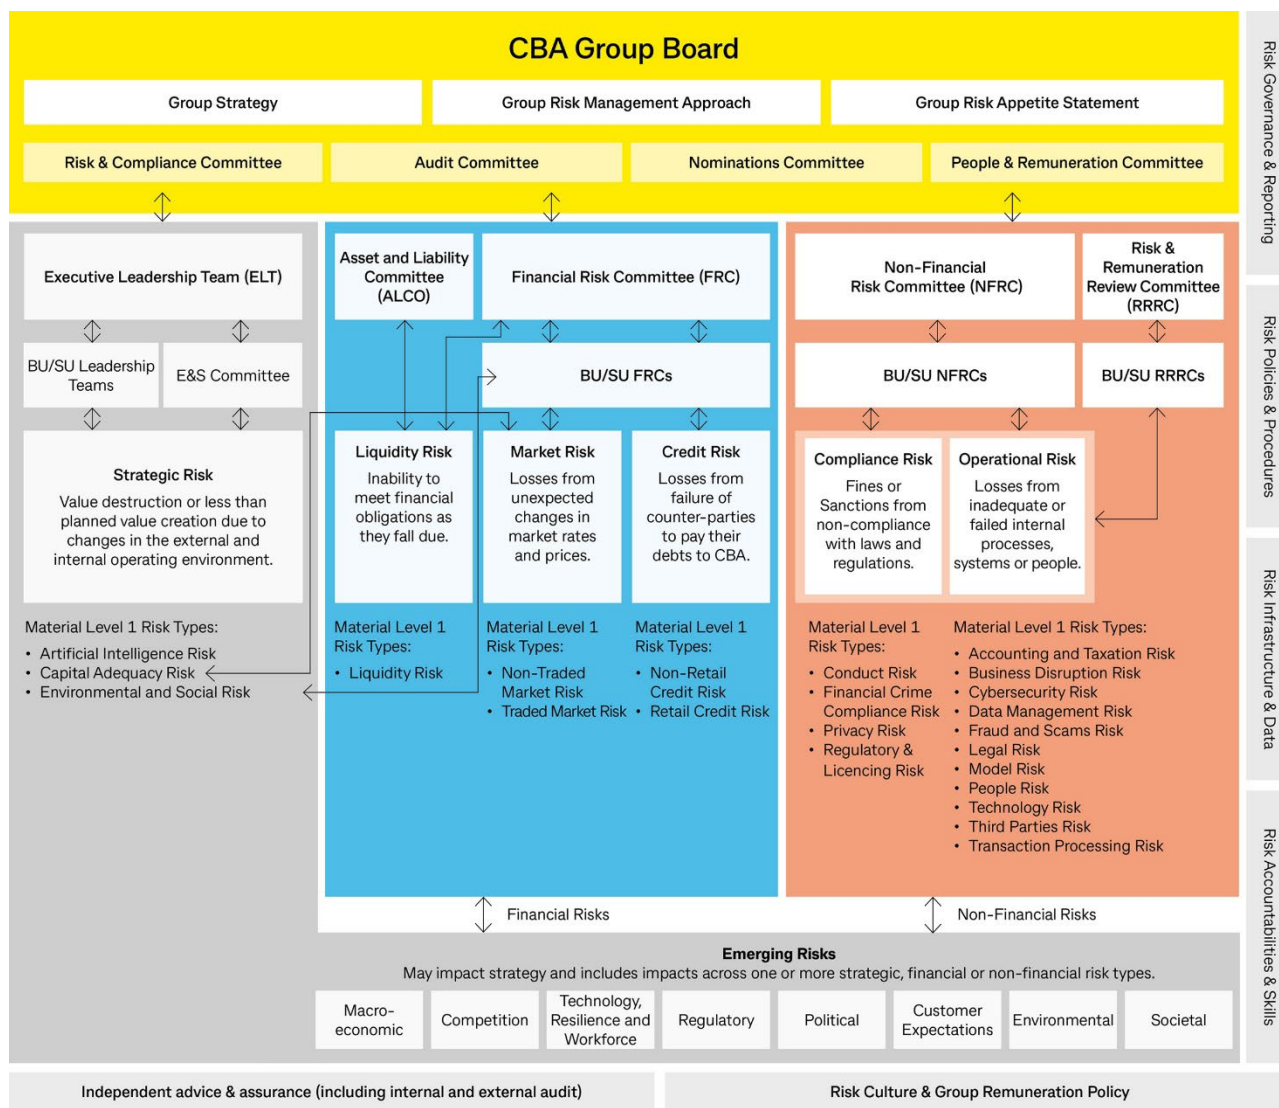 CBA Group Board
Group Strategy
Group Risk Management Approach
Group Risk Appetite Statement
Risk & Compliance Committee
Audit Committee
Nominations Committee
People & Remuneration Committee
Executive Leadership Team (ELT)
BU/SU Leadership
Teams
E&S Committee
Strategic Risk
Value destruction or less than
planned value creation due to
changes in the external and
internal operating environment.
Material Level 1 Risk Types:
• Artificial Intelligence Risk
• Capital Adequacy Risk
• Environmental and Social Risk
Asset and Liability
Committee
(ALCO)
Financial Risk Committee (FRC)
BU/SU FRCs
Liquidity Risk
Inability to
meet financial
obligations as
they fall due.
Material Level 1
Risk Types:
• Liquidity Risk
Market Risk
Losses from
unexpected
changes in
market rates
and prices.
Material Level 1
Risk Types:
• Non-Traded
Market Risk
• Traded Market Risk
Credit Risk
Losses from
failure of
counter-parties
to pay their
debts to CBA.
Material Level 1
Risk Types:
• Non-Retail
Credit Risk
• Retail Credit Risk
Non-Financial
Risk Committee (NFRC)
Risk &
Remuneration
Review Committee
(RRRC)
BU/SU NFRCs
BU/SU RRRCs
Compliance Risk
Fines or
Sanctions from
non-compliance
with laws and
regulations.
Material Level 1
Risk Types:
• Conduct Risk
• Financial Crime
Compliance Risk
• Privacy Risk
• Regulatory &
Licencing Risk
Operational Risk
Losses from
inadequate or
failed internal
processes,
systems or people.
Material Level 1 Risk Types:
• Accounting and Taxation Risk
• Business Disruption Risk
• Cybersecurity Risk
• Data Management Risk
• Fraud and Scams Risk
• Legal Risk
• Model Risk
• People Risk
• Technology Risk
• Third Parties Risk
• Transaction Processing Risk
Financial Risks
Non-Financial Risks
Emerging Risks
May impact strategy and includes impacts across one or more strategic, financial or non-financial risk types.
Macro-
economic
Competition
Technology,
Resilience and
Workforce
Regulatory
Political
Customer
Expectations
Environmental
Societal
Independent advice & assurance (including internal and external audit)
Risk Culture & Group Remuneration Policy
Risk Governance & Reporting
Risk Policies & Procedures
Risk Infrastructure & Data
Risk Accountabilities & Skills